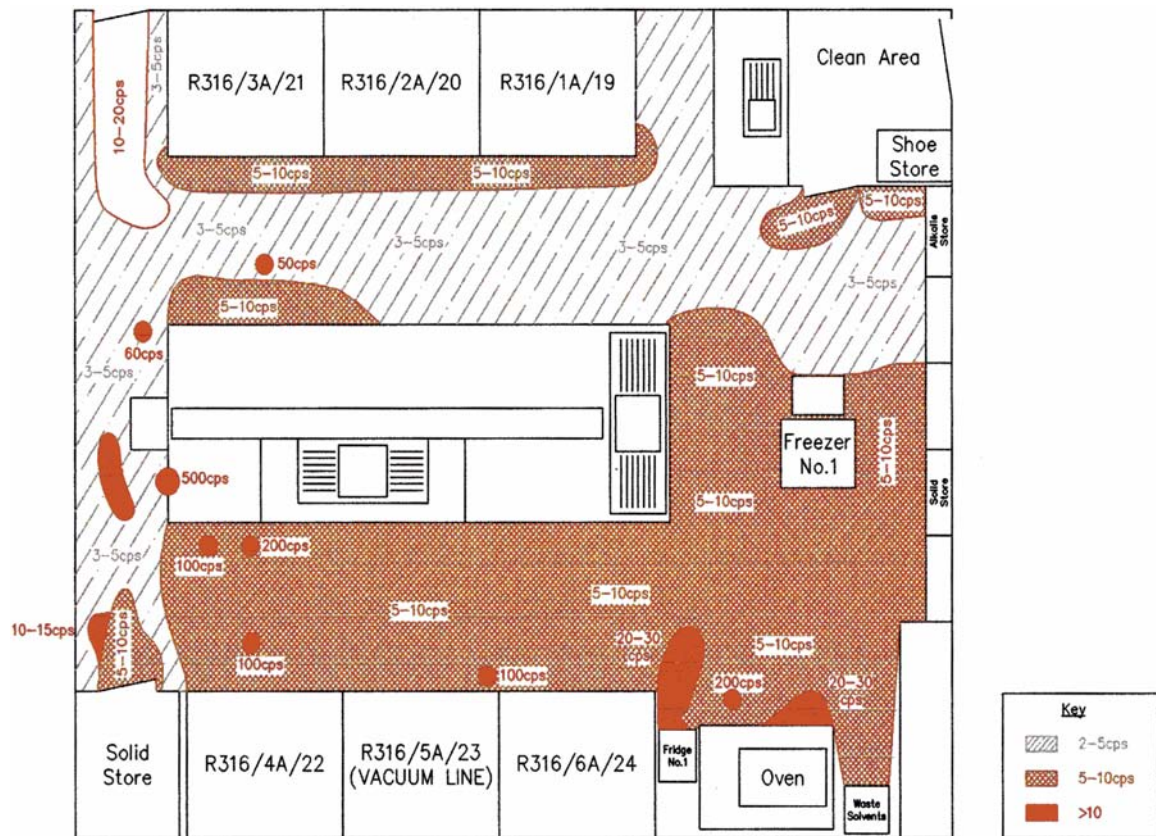 10-20cps
3-5cps
R316/3A/21
R316/2A/20
R316/1A/19
Clean Area
Shoe
Store
5-10cps
5-10cps
5-10cps
5-10cps
Alkalie
Store
3-5cps
3-5cps
3-5cps
3-5cps
50cps
5-10cps
60cps
3-5cps
5-10cps
Freezer
No.1
5-10cps
500cps
5-10cps
Solid
Store
3-5cps
100cps
200cps
5-10cps
5-10cps
10-15cps
5-10cps
100cps
20-30
cps
5-10cps
100cps
200cps
20-30
cps
Solid
Store
R316/4A/22
R316/5A/23
(VACUUM LINE)
R316/6A/24
Fridge
No.1
Oven
Waste
Solvents
Key
2-5cps
5-10cps
>10